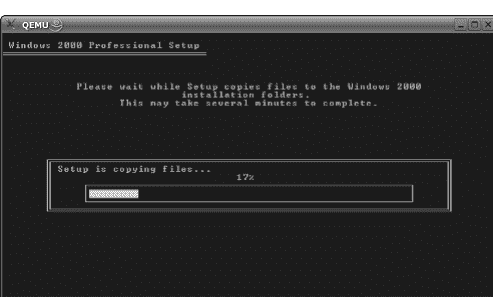 QEMU
Windows 2000 Professional Setup
Please wait while Setup copies files to the Windows 2000
installation folders.
This may take several minutes to complete.
Setup is copying files...
17%